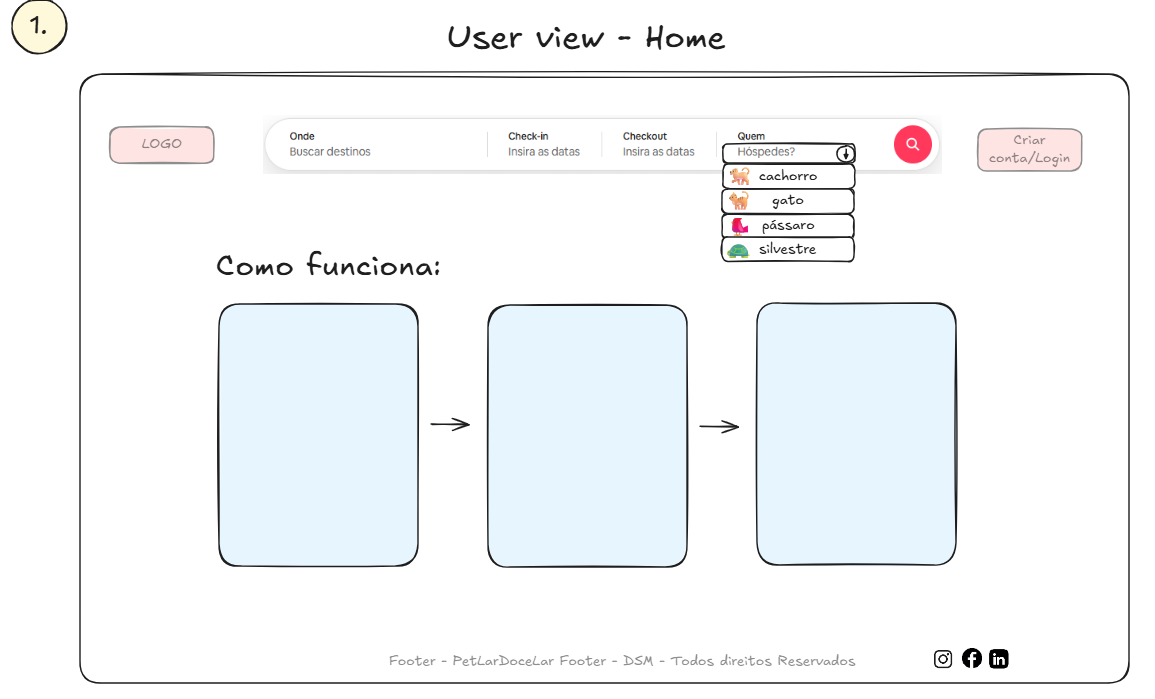 1.
User view - Home
LOGO
Onde
Buscar destinos
Check-in
Insira as datas
Checkout
Insira as datas
Quem
Hóspedes?
cachorro
gato
pássaro
silvestre
Criar
conta/Login
Como funciona:
Footer - PetLarDoceLar Footer - DSM - Todos direitos Reservados
in